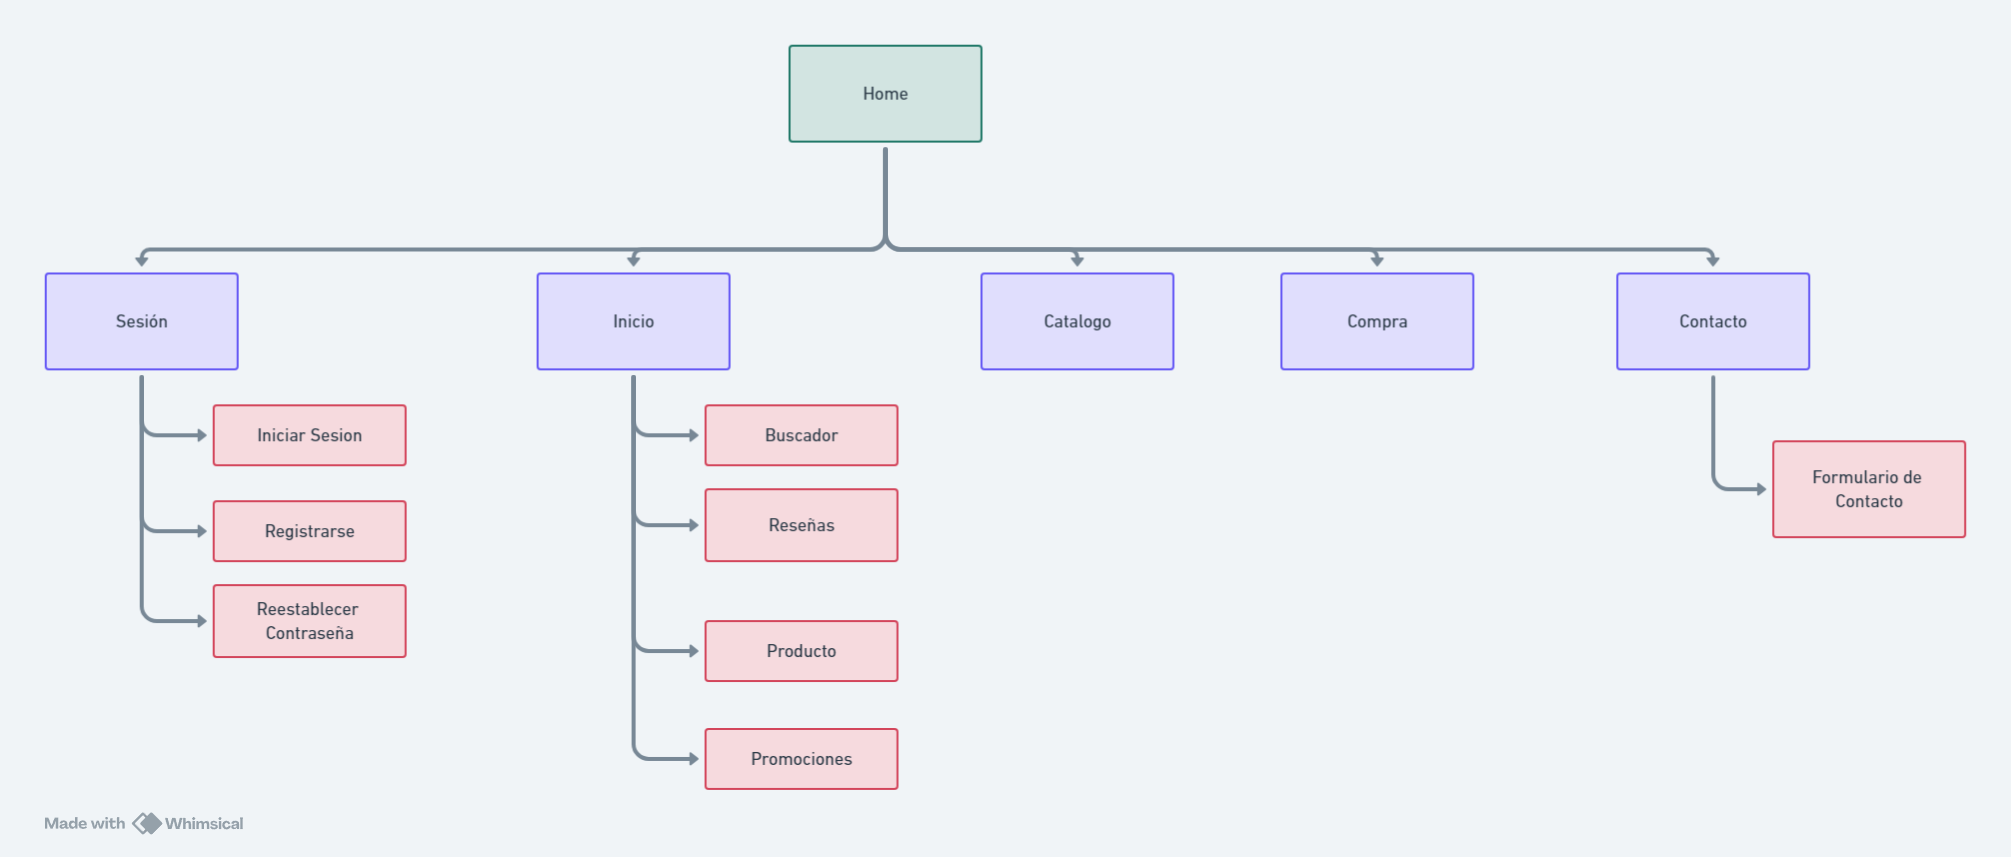 Home
Sesión
Inicio
Catalogo
Compra
Contacto
Iniciar Sesion
Registrarse
Reestablecer
Contraseña
Buscador
Reseñas
Producto
Promociones
Formulario de
Contacto
Made with Whimsical